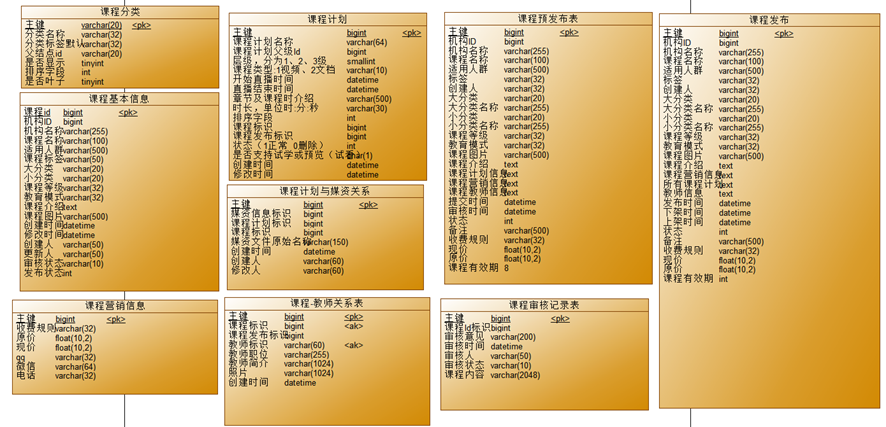 课程分类
主键 varchar(20) <pk>
分类名称 varchar(32)
分类标签默认 varchar(32)
父结点id varchar(20)
是否显示 tinyint
排序字段 int
是否叶子 tinyint
课程基本信息
课程id bigint <pk>
机构ID bigint
机构名称 varchar(255)
课程名称 varchar(100)
适用人群 varchar(500)
课程标签 varchar(50)
大分类 varchar(20)
小分类 varchar(20)
课程等级 varchar(32)
教育模式 varchar(32)
课程介绍 text
课程图片 varchar(500)
创建时间 datetime
修改时间 datetime
创建人 varchar(50)
更新人 varchar(50)
审核状态 varchar(10)
发布状态 int
课程营销信息
主键 bigint <pk>
收费规则 varchar(32)
原价 float(10,2)
现价 float(10,2)
qq varchar(32)
微信 varchar(64)
电话 varchar(32)
课程计划
主键 bigint <pk>
课程计划名称 varchar(64)
课程计划父级Id bigint
层级，分为1、2、3级 smallint
课程类型:1视频、2文档 varchar(10)
开始直播时间 datetime
直播结束时间 datetime
章节及课程时介绍 varchar(500)
时长，单位时:分:秒 varchar(30)
排序字段 int
课程标识 bigint
课程发布标识 bigint
状态（1正常 0删除） int
是否支持试学或预览（试看） char(1)
创建时间 datetime
修改时间 datetime
课程计划与媒资关系
主键 bigint <pk>
媒资信息标识 bigint
课程计划标识 bigint
课程标识 bigint
媒资文件原始名称 varchar(150)
创建时间 datetime
创建人 varchar(60)
修改人 varchar(60)
课程-教师关系表
主键 bigint <pk>
课程标识 bigint <ak>
课程发布标识 bigint
教师标识 varchar(60) <ak>
教师职位 varchar(255)
教师简介 varchar(1024)
照片 varchar(1024)
创建时间 datetime
课程预发布表
主键 bigint <pk>
机构ID bigint
机构名称 varchar(255)
课程名称 varchar(100)
适用人群 varchar(500)
标签 varchar(32)
创建人 varchar(32)
大分类 varchar(20)
大分类名称 varchar(255)
小分类 varchar(20)
小分类名称 varchar(255)
课程等级 varchar(32)
教育模式 varchar(32)
课程图片 varchar(500)
课程介绍 text
课程计划信息 text
课程营销信息 text
课程教师信息 text
提交时间 datetime
审核时间 datetime
状态 int
备注 varchar(500)
收费规则 varchar(32)
现价 float(10,2)
原价 float(10,2)
课程有效期 8
课程审核记录表
主键 bigint <pk>
课程Id标识 bigint
审核意见 varchar(200)
审核时间 datetime
审核人 varchar(50)
审核状态 varchar(10)
课程内容 varchar(2048)
课程发布
主键 bigint <pk>
机构ID bigint
机构名称 varchar(255)
课程名称 varchar(100)
适用人群 varchar(500)
标签 varchar(32)
创建人 varchar(32)
大分类 varchar(20)
大分类名称 varchar(255)
小分类 varchar(20)
小分类名称 varchar(255)
课程等级 varchar(32)
教育模式 varchar(32)
课程图片 varchar(500)
课程介绍 text
课程营销信息 text
所有课程计划 text
教师信息 text
发布时间 datetime
下架时间 datetime
上架时间 datetime
状态 int
备注 varchar(500)
收费规则 varchar(32)
现价 float(10,2)
原价 float(10,2)
课程有效期 int